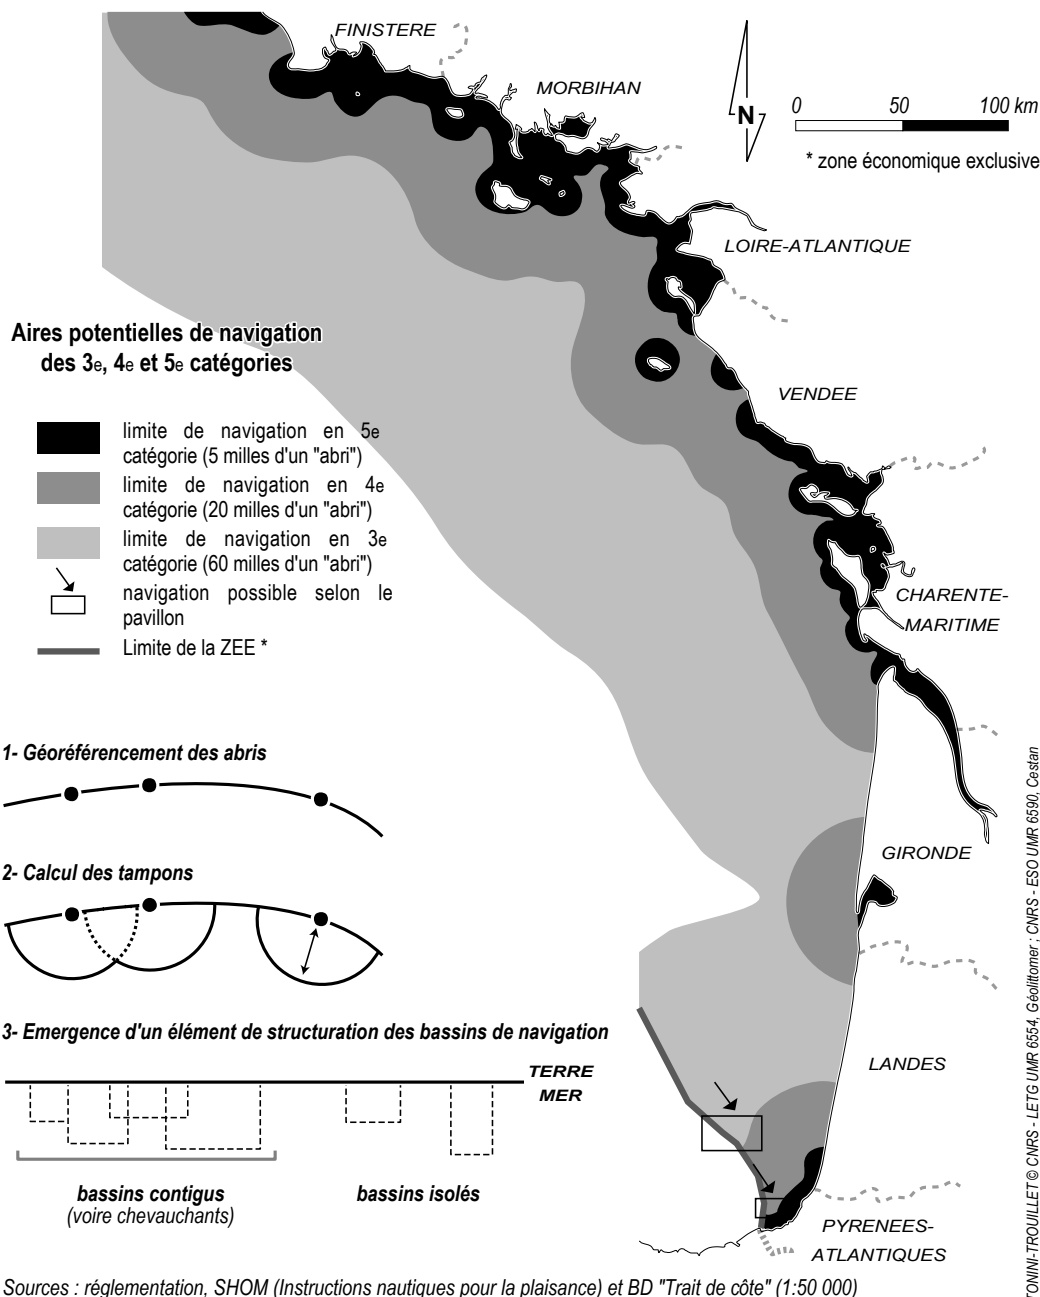 FINISTERE
MORBIHAN
N
0 50 100 km
* zone économique exclusive
LOIRE-ATLANTIQUE
Aires potentielles de navigation
des 3e, 4e et 5e catégories
VENDEE
limite de navigation en 5e
catégorie (5 milles d'un "abri")
limite de navigation en 4e
catégorie (20 milles d'un "abri")
limite de navigation en 3e
catégorie (60 milles d'un "abri")
navigation possible selon le
pavillon
Limite de la ZEE *
CHARENTE-
MARITIME
1- Géoréférencement des abris
GIRONDE
2- Calcul des tampons
3- Emergence d'un élément de structuration des bassins de navigation
TERRE
MER
LANDES
bassins contigus
(voire chevauchants)
bassins isolés
PYRENEES-
ATLANTIQUES
TONINI-TROUILLET © CNRS - LETG UMR 6554, Géolittomer ; CNRS - ESO UMR 6590, Cestan
Sources : réglementation, SHOM (Instructions nautiques pour la plaisance) et BD "Trait de côte" (1:50 000)